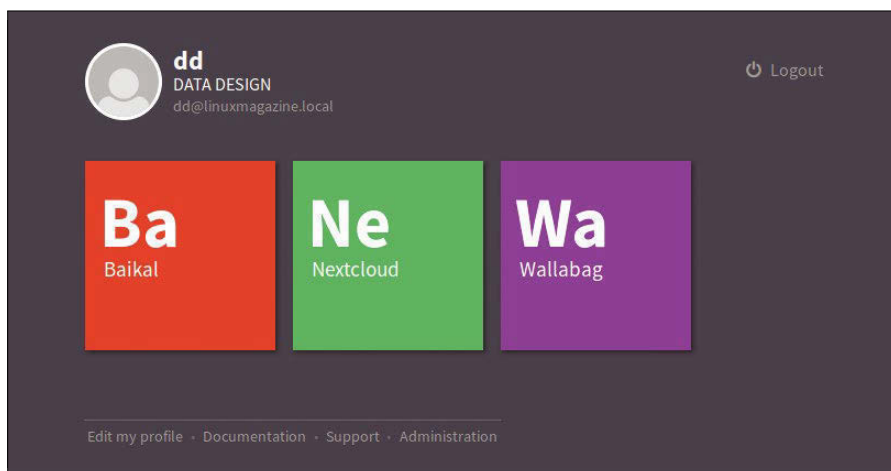 dd
DATA DESIGN
dd@linuxmagazine.local
Logout
Ba
Baikal
Ne
Nextcloud
Wa
Wallabag
Edit my profile • Documentation • Support • Administration